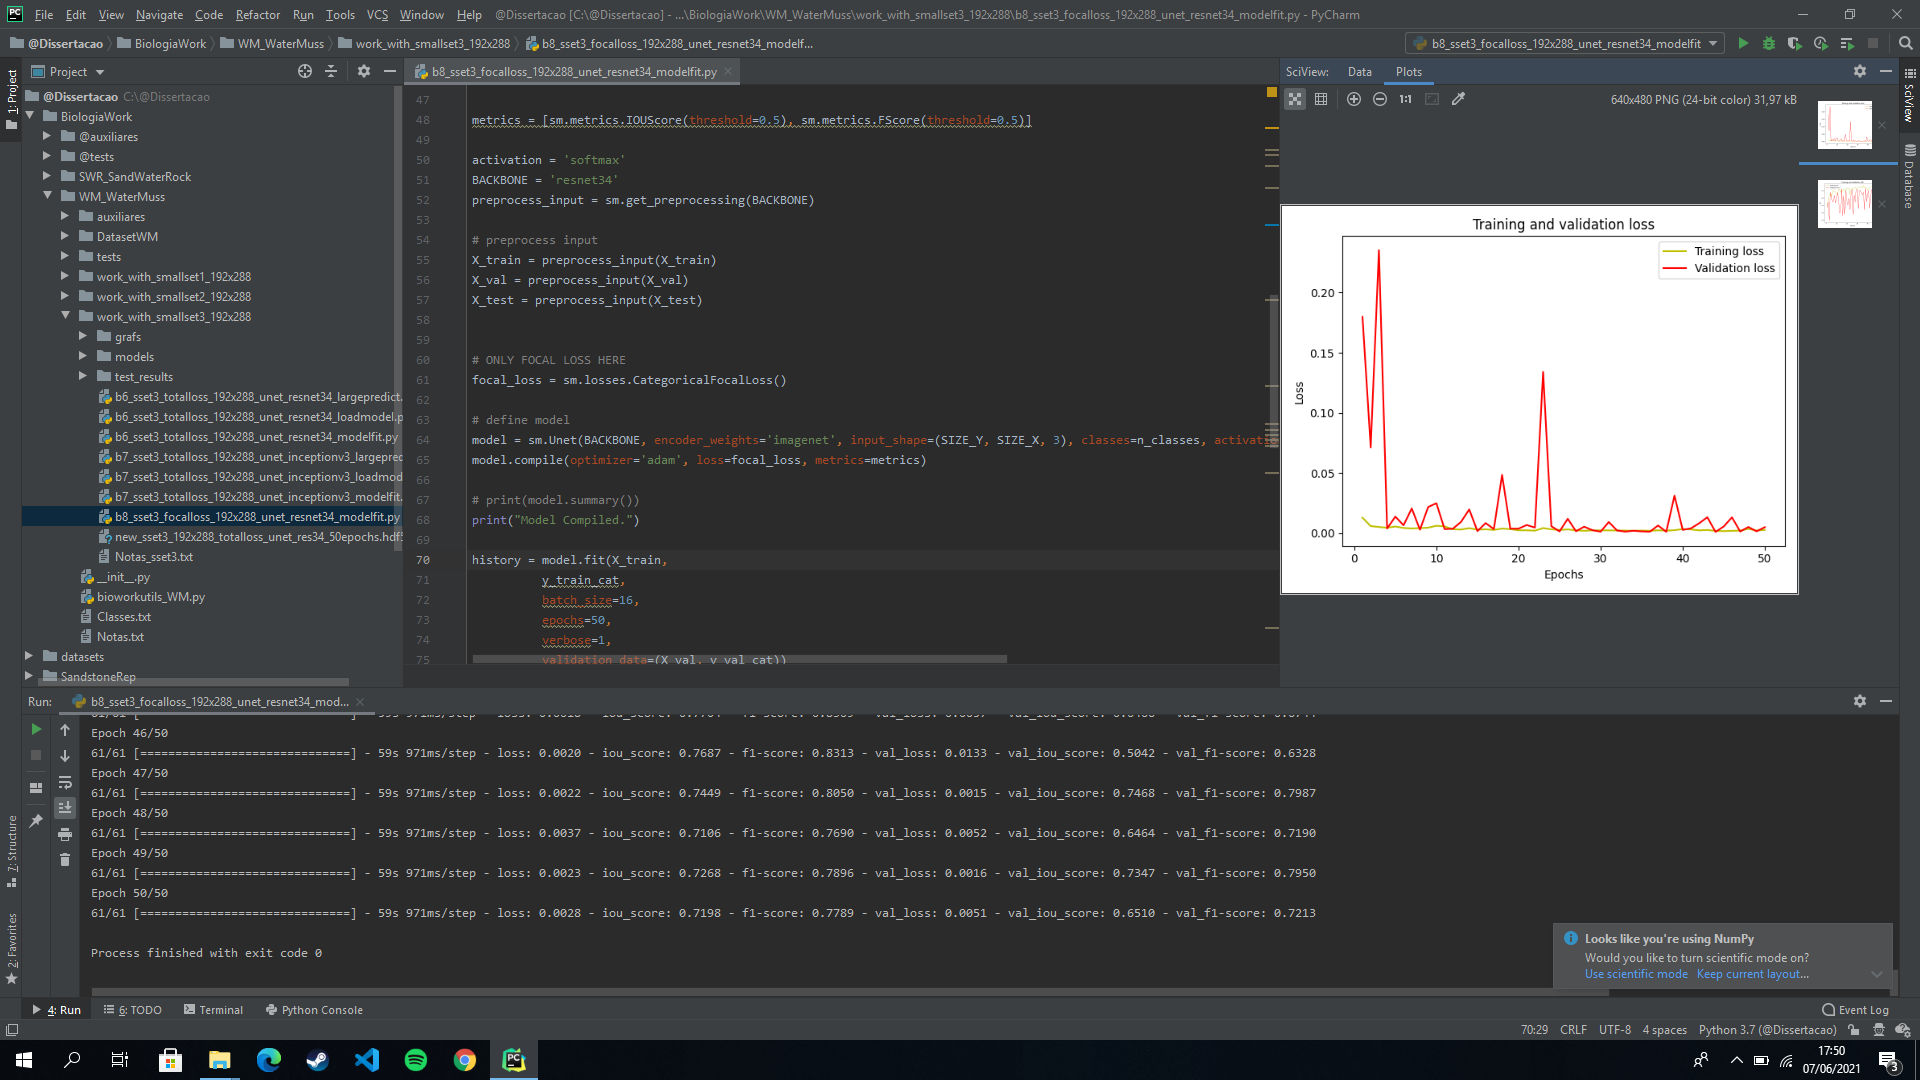 File Edit View Navigate Code Refactor Run Tools VCS Window Help @Dissertacao [C:\@Dissertacao] - ...\BiologiaWork\WM_WaterMuss\work_with_smallset3_192x288\b8_sset3_focalloss_192x288_unet_resnet34_modelfit.py - PyCharm
@Dissertacao BiologiaWork WM_WaterMuss work_with_smallset3_192x288 b8_sset3_focalloss_192x288_unet_resnet34_modelf...
b8_sset3_focalloss_192x288_unet_resnet34_modelfit
1: Project
Project
@Dissertacao C:\@Dissertacao
BiologiaWork
@auxiliares
@tests
SWR_SandWaterRock
WM_WaterMuss
auxiliares
DatasetWM
tests
work_with_smallset1_192x288
work_with_smallset2_192x288
work_with_smallset3_192x288
grafs
models
test_results
b6_sset3_totalloss_192x288_unet_resnet34_largepredict.
b6_sset3_totalloss_192x288_unet_resnet34_loadmodel.p
b6_sset3_totalloss_192x288_unet_resnet34_modelfit.py
b7_sset3_totalloss_192x288_unet_inceptionv3_largepred
b7_sset3_totalloss_192x288_unet_inceptionv3_loadmod
b7_sset3_totalloss_192x288_unet_inceptionv3_modelfit.
b8_sset3_focalloss_192x288_unet_resnet34_modelfit.py
new_sset3_192x288_totalloss_unet_res34_50epochs.hdf5
Notas_sset3.txt
__init__.py
bioworkutils_WM.py
Classes.txt
Notas.txt
datasets
SandstoneRep
b8_sset3_focalloss_192x288_unet_resnet34_modelfit.py
47
48 metrics = [sm.metrics.IOUScore(threshold=0.5), sm.metrics.FScore(threshold=0.5)]
49
50 activation = 'softmax'
51 BACKBONE = 'resnet34'
52 preprocess_input = sm.get_preprocessing(BACKBONE)
53
54 # preprocess input
55 X_train = preprocess_input(X_train)
56 X_val = preprocess_input(X_val)
57 X_test = preprocess_input(X_test)
58
59
60 # ONLY FOCAL LOSS HERE
61 focal_loss = sm.losses.CategoricalFocalLoss()
62
63 # define model
64 model = sm.Unet(BACKBONE, encoder_weights='imagenet', input_shape=(SIZE_Y, SIZE_X, 3), classes=n_classes, activati
65 model.compile(optimizer='adam', loss=focal_loss, metrics=metrics)
66
67 # print(model.summary())
68 print("Model Compiled.")
69
70 history = model.fit(X_train,
71 y_train_cat,
72 batch_size=16,
73 epochs=50,
74 verbose=1,
75 validation_data=(X_val, y_val_cat))
SciView: Data Plots
1:1 640x480 PNG (24-bit color) 31,97 kB
Training and validation loss
Training loss
Validation loss
0.20
0.15
0.10
0.05
0.00
Loss
0 10 20 30 40 50
Epochs
SciView
Database
Run: b8_sset3_focalloss_192x288_unet_resnet34_mod...
Epoch 46/50
61/61 [==============================] - 59s 971ms/step - loss: 0.0020 - iou_score: 0.7687 - f1-score: 0.8313 - val_loss: 0.0133 - val_iou_score: 0.5042 - val_f1-score: 0.6328
Epoch 47/50
61/61 [==============================] - 59s 971ms/step - loss: 0.0022 - iou_score: 0.7449 - f1-score: 0.8050 - val_loss: 0.0015 - val_iou_score: 0.7468 - val_f1-score: 0.7987
Epoch 48/50
61/61 [==============================] - 59s 971ms/step - loss: 0.0037 - iou_score: 0.7106 - f1-score: 0.7690 - val_loss: 0.0052 - val_iou_score: 0.6464 - val_f1-score: 0.7190
Epoch 49/50
61/61 [==============================] - 59s 971ms/step - loss: 0.0023 - iou_score: 0.7268 - f1-score: 0.7896 - val_loss: 0.0016 - val_iou_score: 0.7347 - val_f1-score: 0.7950
Epoch 50/50
61/61 [==============================] - 59s 971ms/step - loss: 0.0028 - iou_score: 0.7198 - f1-score: 0.7789 - val_loss: 0.0051 - val_iou_score: 0.6510 - val_f1-score: 0.7213
Process finished with exit code 0
7: Structure
2: Favorites
Looks like you're using NumPy
Would you like to turn scientific mode on?
Use scientific mode Keep current layout...
4: Run 6: TODO Terminal Python Console Event Log
70:29 CRLF UTF-8 4 spaces Python 3.7 (@Dissertacao)
17:50
07/06/2021
3